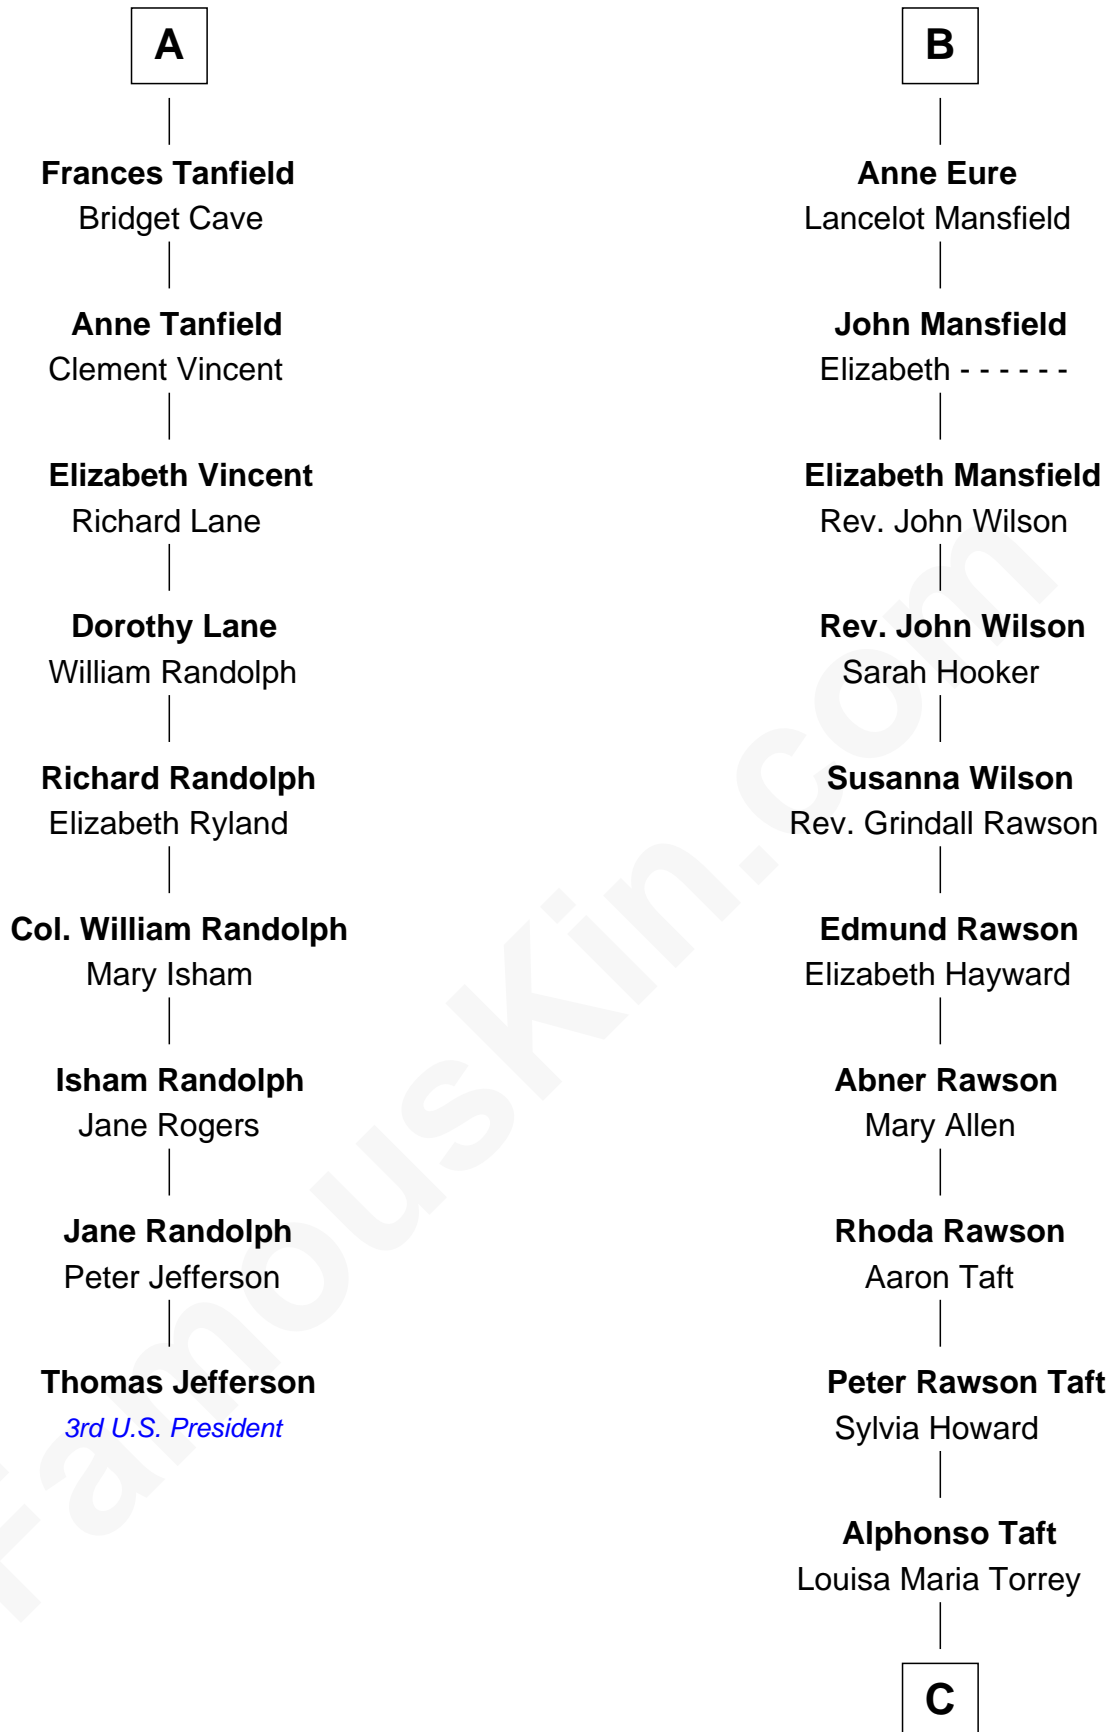 A
Frances Tanfield
Bridget Cave
Anne Tanfield
Clement Vincent
Elizabeth Vincent
Richard Lane
Dorothy Lane
William Randolph
Richard Randolph
Elizabeth Ryland
Col. William Randolph
Mary Isham
Isham Randolph
Jane Rogers
Jane Randolph
Peter Jefferson
Thomas Jefferson
3rd U.S. President
B
Anne Eure
Lancelot Mansfield
John Mansfield
Elizabeth - - - - - -
Elizabeth Mansfield
Rev. John Wilson
Rev. John Wilson
Sarah Hooker
Susanna Wilson
Rev. Grindall Rawson
Edmund Rawson
Elizabeth Hayward
Abner Rawson
Mary Allen
Rhoda Rawson
Aaron Taft
Peter Rawson Taft
Sylvia Howard
Alphonso Taft
Louisa Maria Torrey
C
FamousKin.com